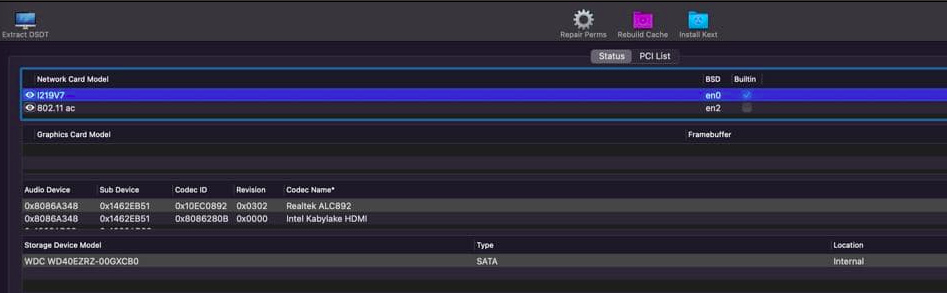 Extract DSDT Repair Perms Rebuild Cache Install Kext
Status PCI List
Network Card Model BSD Builtin
I219V7 en0
802.11 ac en2
Graphics Card Model Framebuffer
Audio Device Sub Device Codec ID Revision Codec Name*
0x8086A348 0x1462EB51 0x10EC0892 0x0302 Realtek ALC892
0x8086A348 0x1462EB51 0x8086280B 0x0000 Intel Kabylake HDMI
Storage Device Model Type Location
WDC WD40EZRZ-00GXCB0 SATA Internal